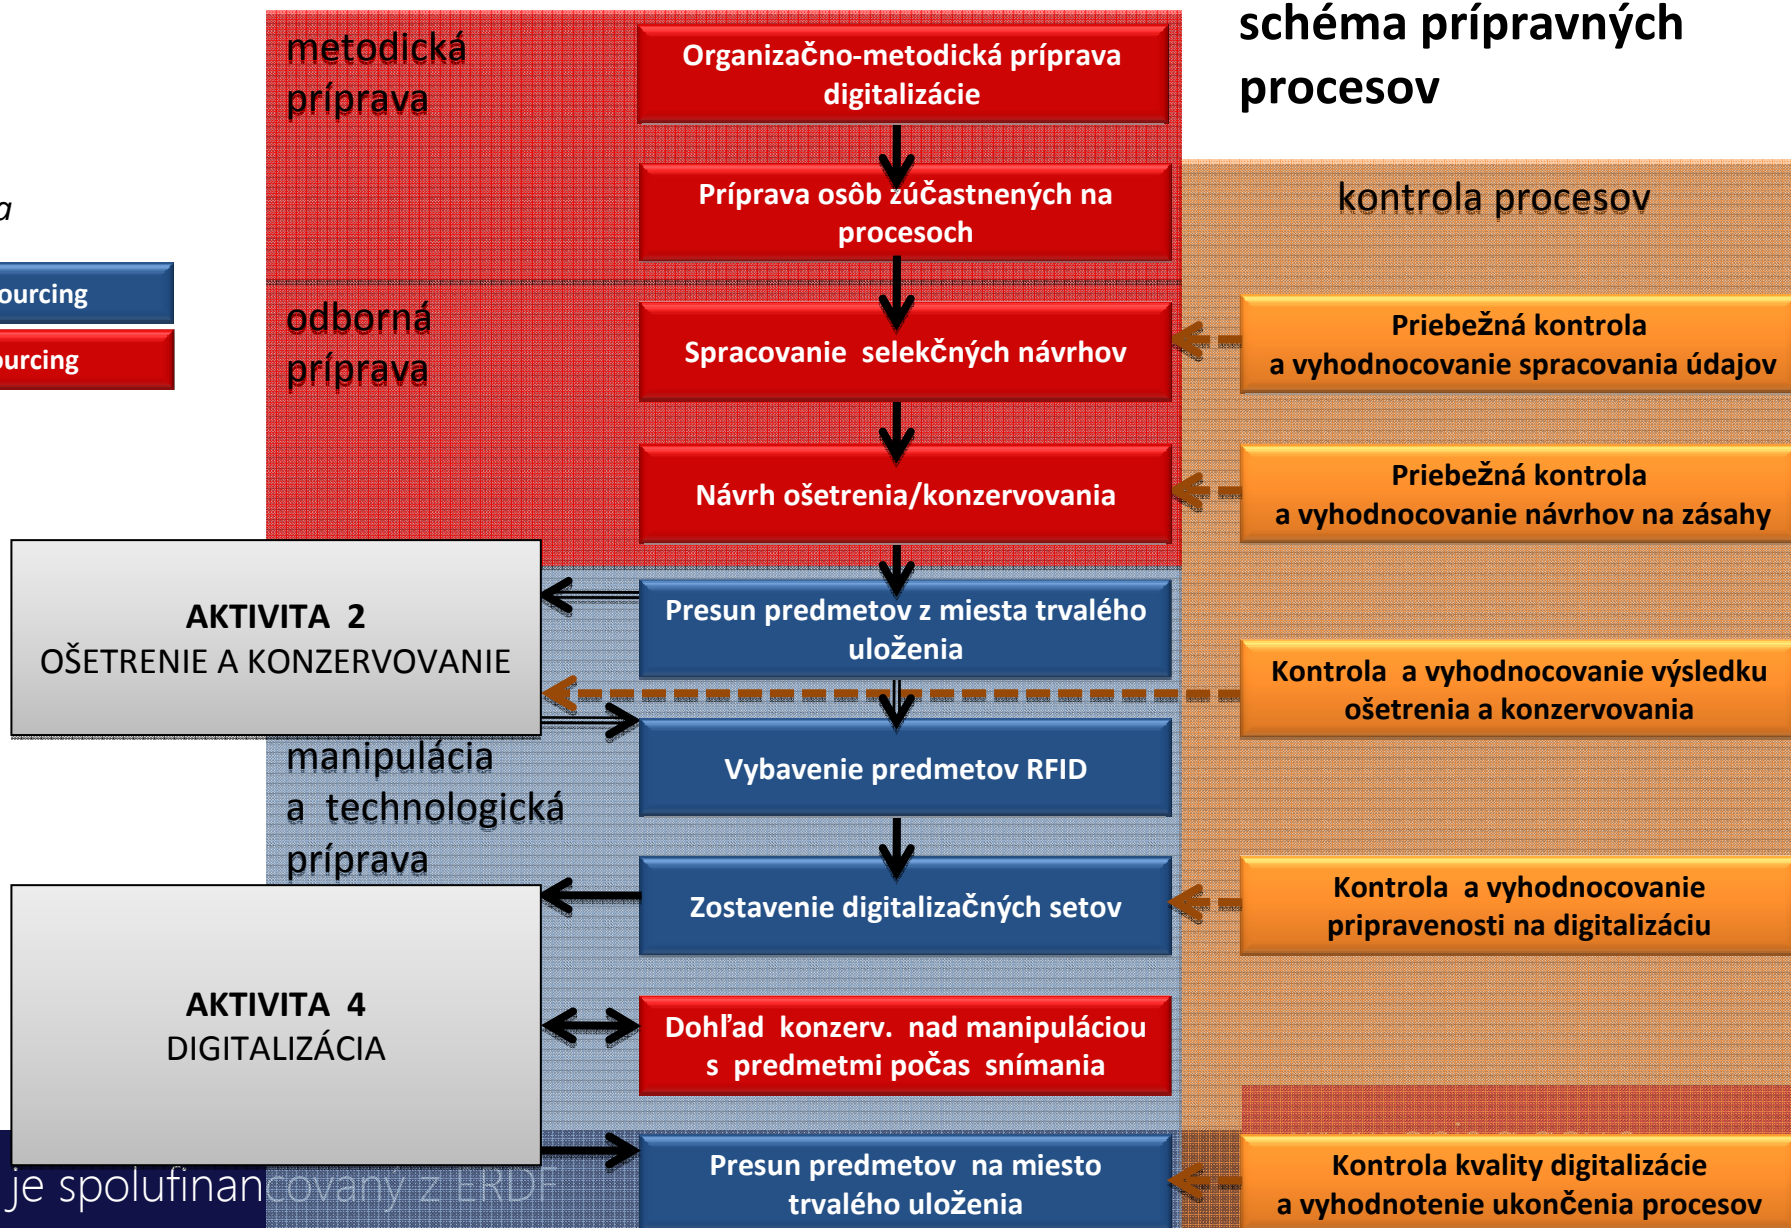 schéma prípravných
procesov
metodická
príprava
Organizačno-metodická príprava
digitalizácie
Príprava osôb zúčastnených na
procesoch
kontrola procesov
a
ourcing
ourcing
odborná
príprava
Spracovanie selekčných návrhov
Priebežná kontrola
a vyhodnocovanie spracovania údajov
Návrh ošetrenia/konzervovania
Priebežná kontrola
a vyhodnocovanie návrhov na zásahy
AKTIVITA 2
OŠETRENIE A KONZERVOVANIE
Presun predmetov z miesta trvalého
uloženia
Kontrola a vyhodnocovanie výsledku
ošetrenia a konzervovania
manipulácia
a technologická
príprava
Vybavenie predmetov RFID
Zostavenie digitalizačných setov
Kontrola a vyhodnocovanie
pripravenosti na digitalizáciu
AKTIVITA 4
DIGITALIZÁCIA
Dohľad konzerv. nad manipuláciou
s predmetmi počas snímania
Presun predmetov na miesto
trvalého uloženia
Kontrola kvality digitalizácie
a vyhodnotenie ukončenia procesov
je spolufinancovaný z ERDF